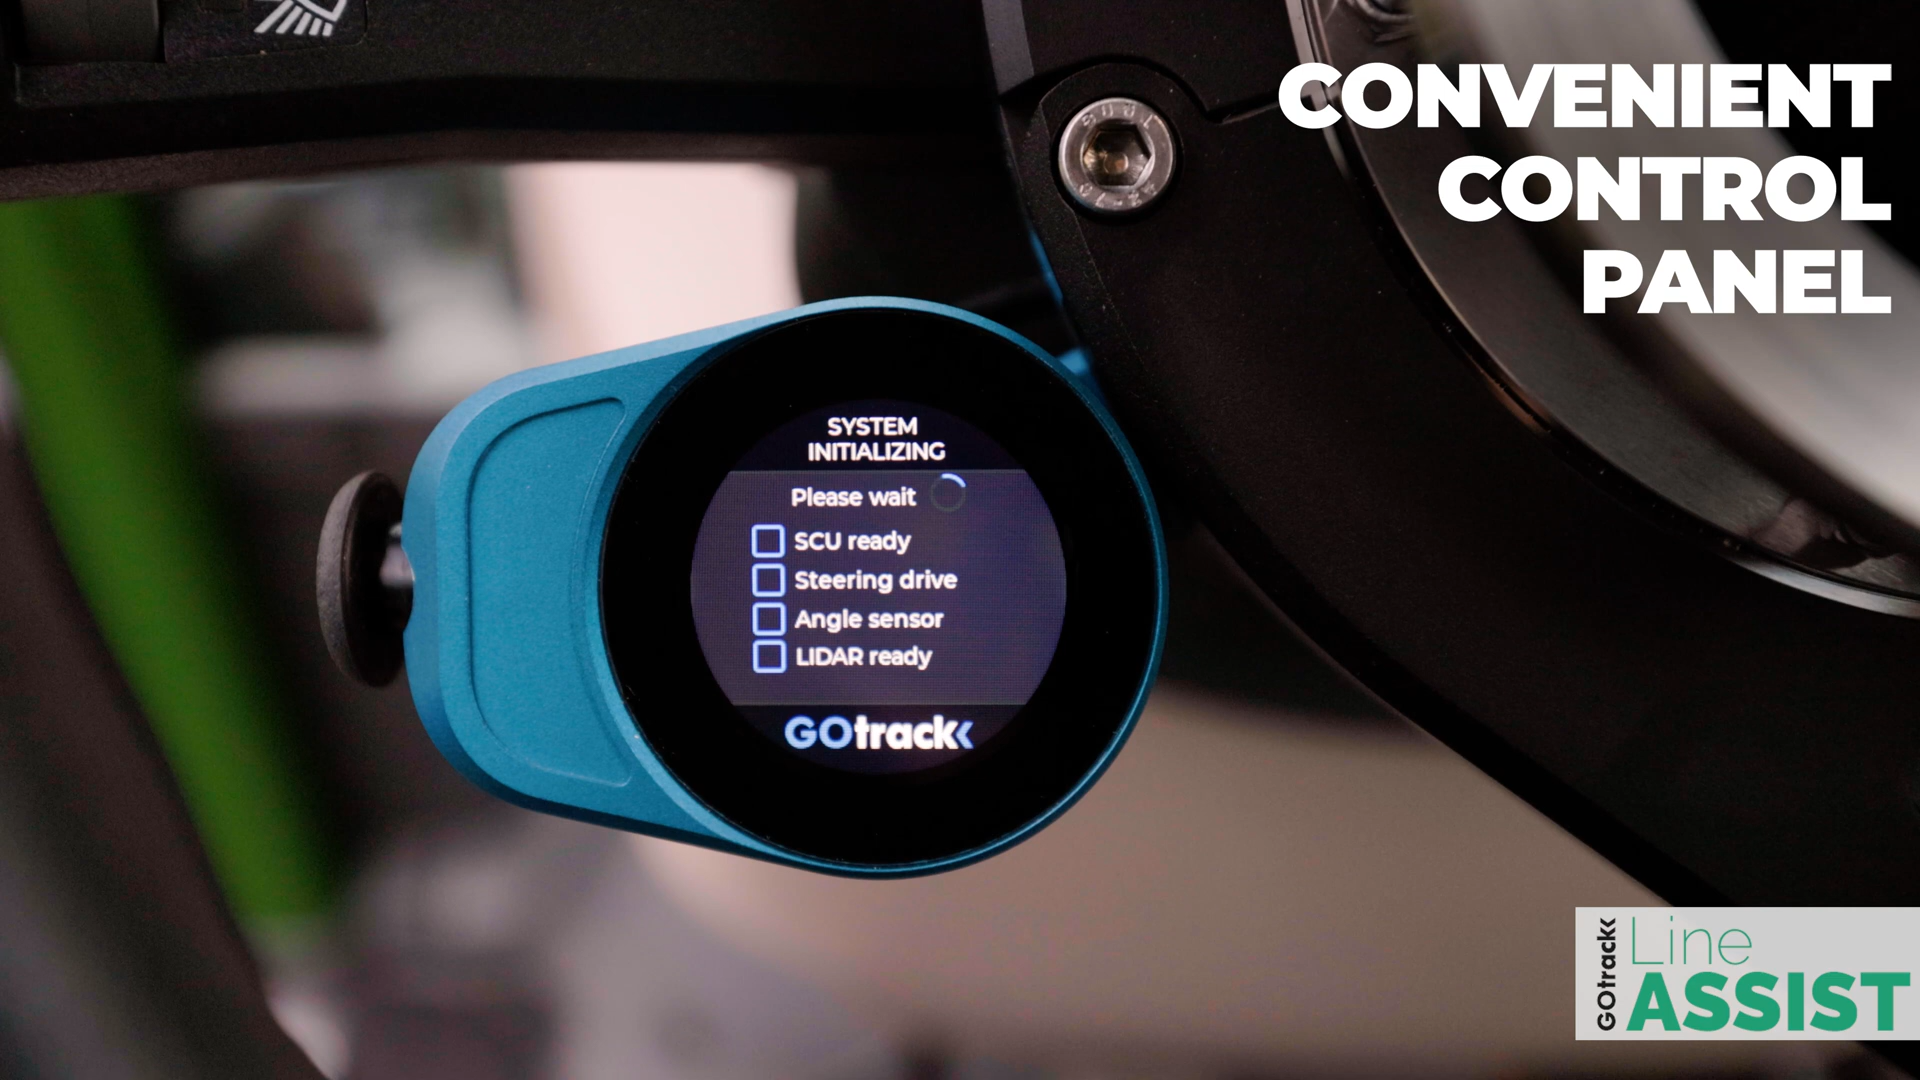 CONVENIENT
CONTROL
PANEL
SYSTEM
INITIALIZING
Please wait
SCU ready
Steering drive
Angle sensor
LIDAR ready
GOtrack
GOtrack
Line
ASSIST